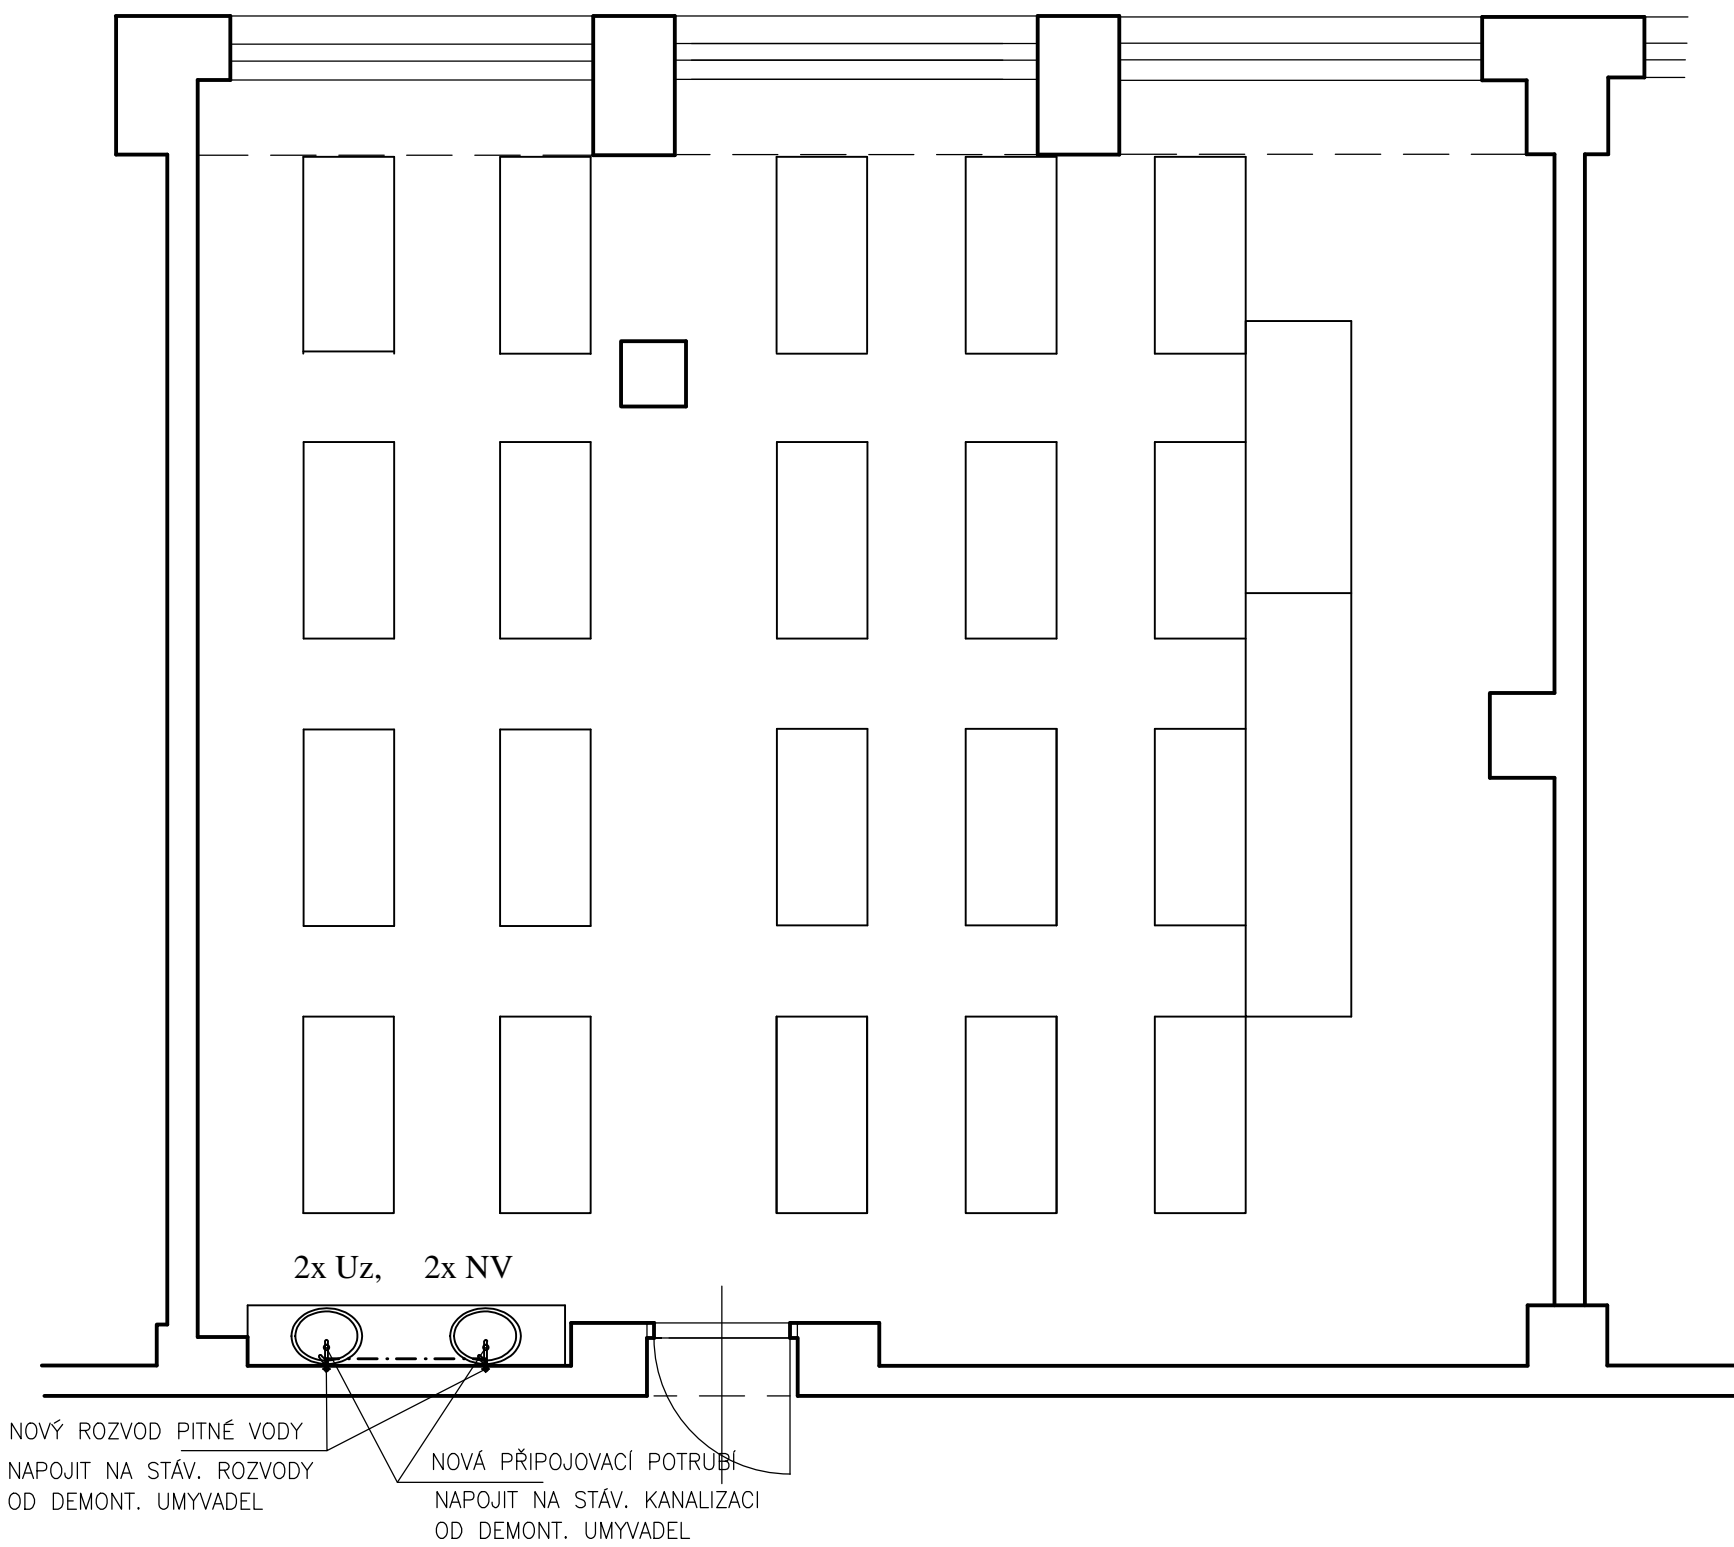 2x Uz, 2x NV
NOVÝ ROZVOD PITNÉ VODY
NAPOJIT NA STÁV. ROZVODY
OD DEMONT. UMYVADEL
NOVÁ PŘIPOJOVACÍ POTRUBÍ
NAPOJIT NA STÁV. KANALIZACI
OD DEMONT. UMYVADEL